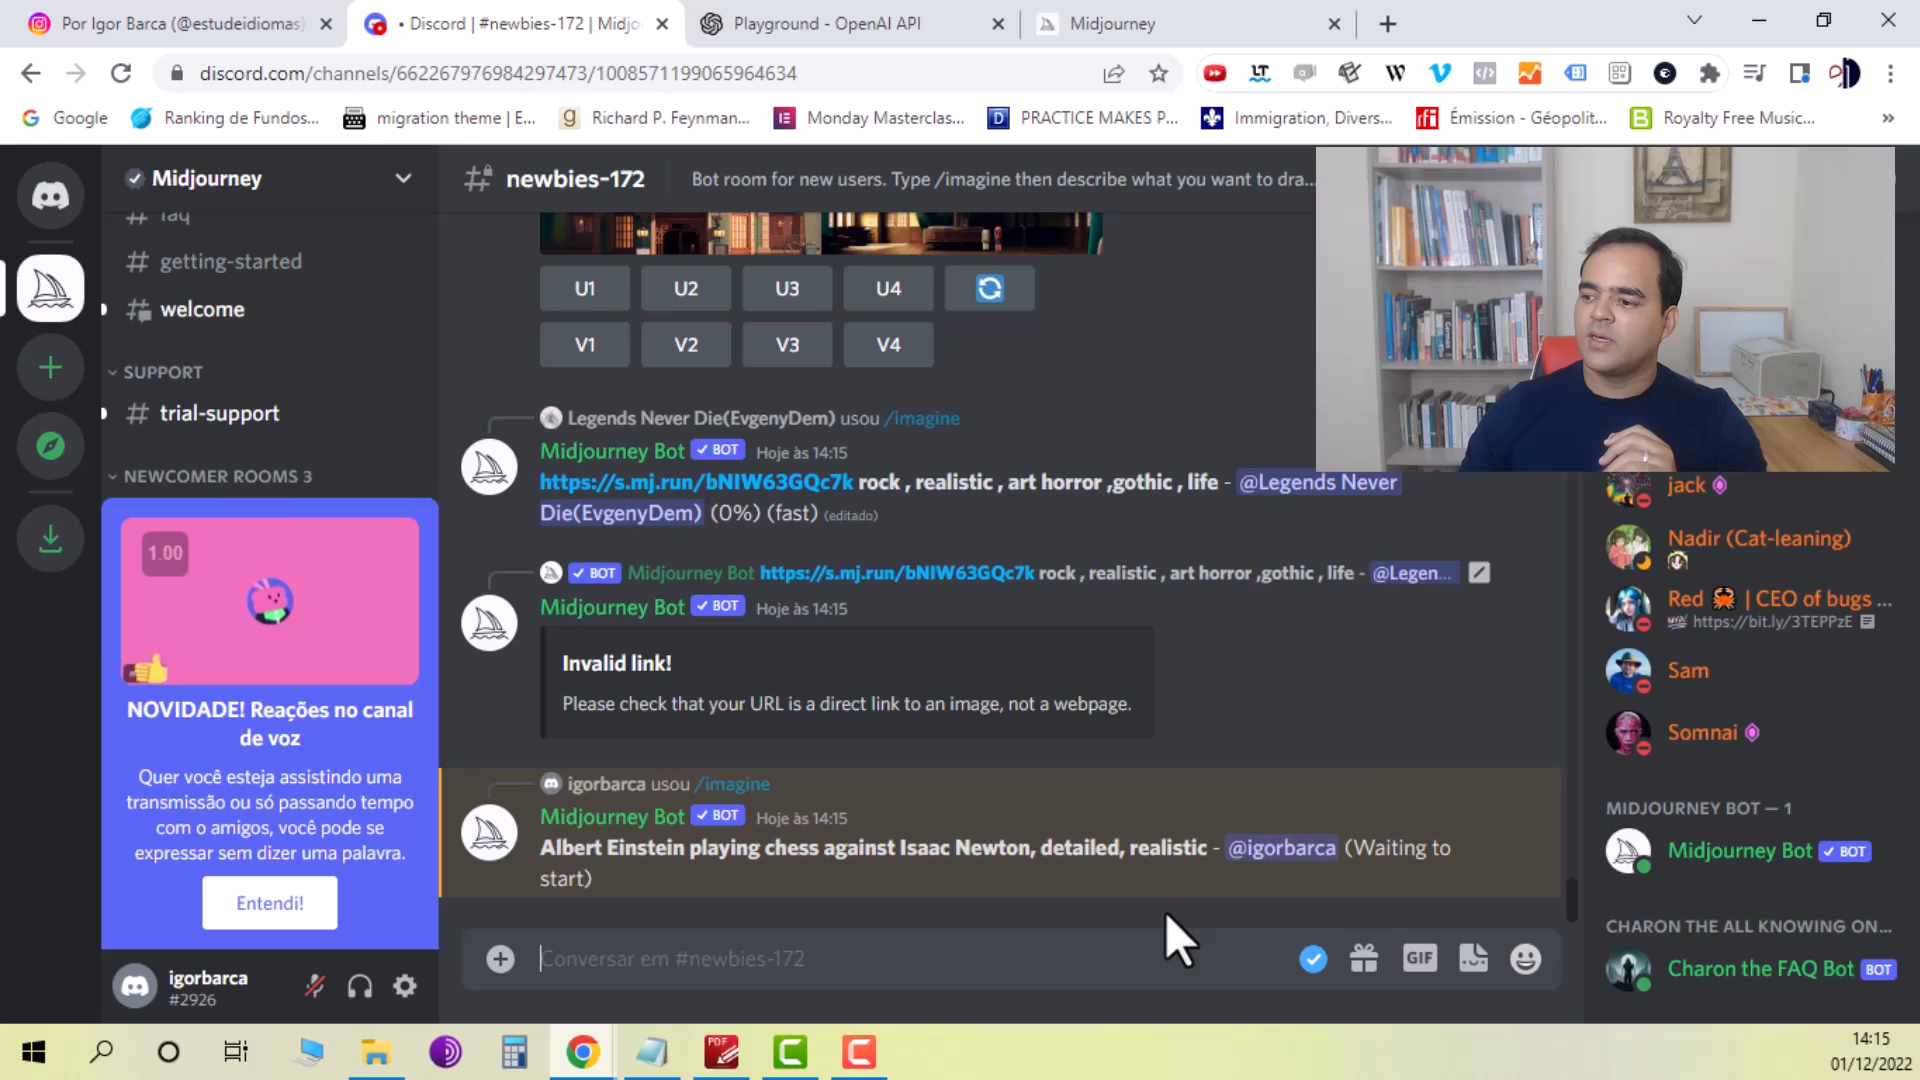 Por Igor Barca (@estudeidiomas)
• Discord | #newbies-172 | Midjo
Playground - OpenAI API
Midjourney
discord.com/channels/662267976984297473/1008571199065964634
Google
Ranking de Fundos...
migration theme | E...
Richard P. Feynman...
Monday Masterclas...
PRACTICE MAKES P...
Immigration, Divers...
Émission - Géopolit...
Royalty Free Music...
Midjourney
faq
getting-started
welcome
SUPPORT
trial-support
NEWCOMER ROOMS 3
1.00
NOVIDADE! Reações no canal
de voz
Quer você esteja assistindo uma
transmissão ou só passando tempo
com o amigos, você pode se
expressar sem dizer uma palavra.
Entendi!
igorbarca
#2926
newbies-172
Bot room for new users. Type /imagine then describe what you want to dra...
U1 U2 U3 U4
V1 V2 V3 V4
Legends Never Die(EvgenyDem) usou /imagine
Midjourney Bot BOT Hoje às 14:15
https://s.mj.run/bNIW63GQc7k rock , realistic , art horror ,gothic , life - @Legends Never
Die(EvgenyDem) (0%) (fast) (editado)
BOT Midjourney Bot https://s.mj.run/bNIW63GQc7k rock , realistic , art horror ,gothic , life - @Legen...
Midjourney Bot BOT Hoje às 14:15
Invalid link!
Please check that your URL is a direct link to an image, not a webpage.
igorbarca usou /imagine
Midjourney Bot BOT Hoje às 14:15
Albert Einstein playing chess against Isaac Newton, detailed, realistic - @igorbarca (Waiting to
start)
Conversar em #newbies-172
GIF
jack
Nadir (Cat-leaning)
Red 🦀 | CEO of bugs ...
https://bit.ly/3TEPPzE
Sam
Somnai
MIDJOURNEY BOT — 1
Midjourney Bot BOT
CHARON THE ALL KNOWING ON...
Charon the FAQ Bot BOT
PDF
14:15
01/12/2022